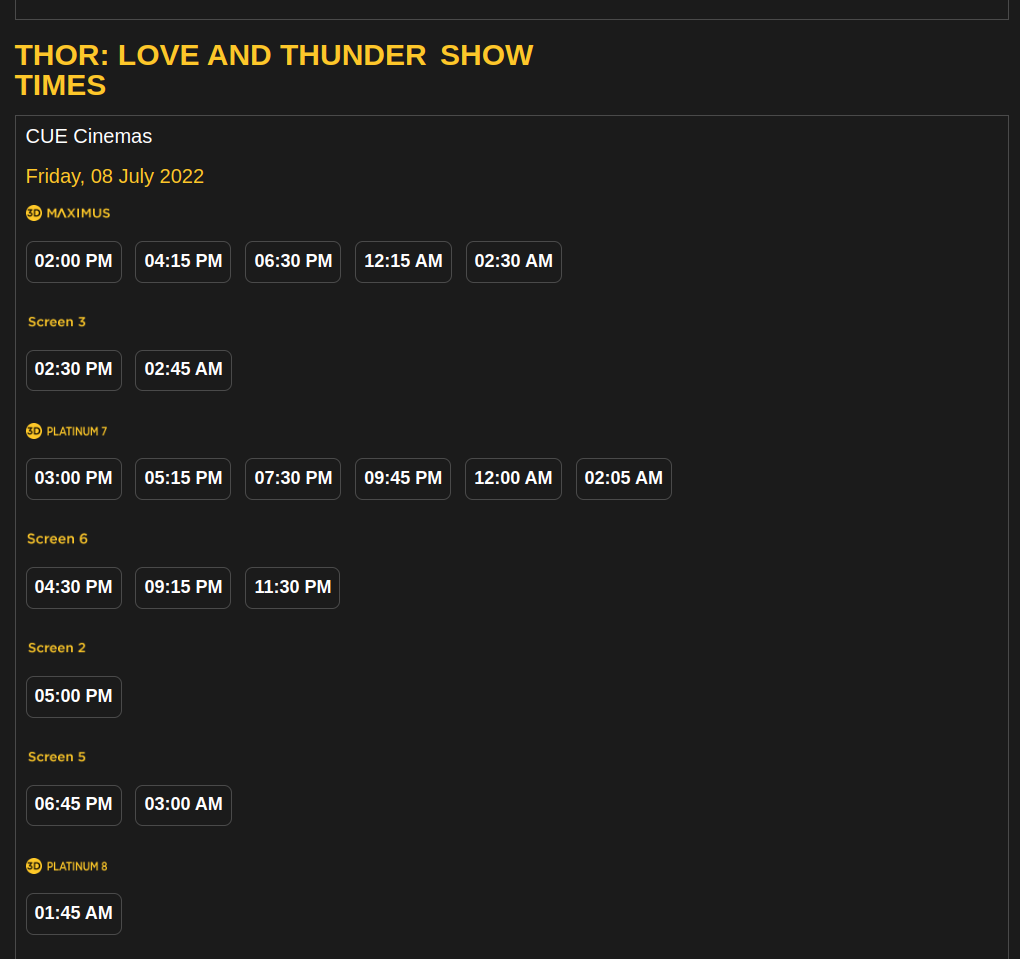 THOR: LOVE AND THUNDER SHOW
TIMES
CUE Cinemas
Friday, 08 July 2022
3D MAXIMUS
02:00 PM 04:15 PM 06:30 PM 12:15 AM 02:30 AM
Screen 3
02:30 PM 02:45 AM
3D PLATINUM 7
03:00 PM 05:15 PM 07:30 PM 09:45 PM 12:00 AM 02:05 AM
Screen 6
04:30 PM 09:15 PM 11:30 PM
Screen 2
05:00 PM
Screen 5
06:45 PM 03:00 AM
3D PLATINUM 8
01:45 AM